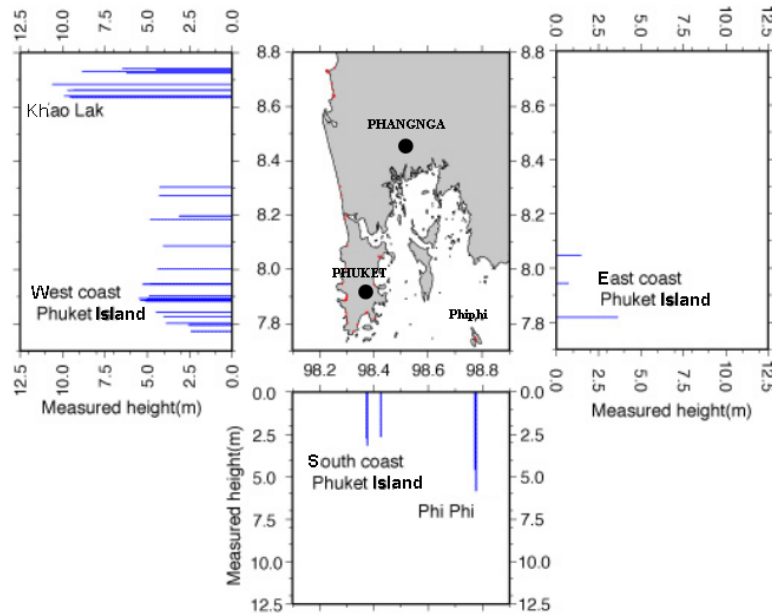 12.5 10.0 7.5 5.0 2.5 0.0
0.0 2.5 5.0 7.5 10.0 12.5
8.8
8.6
8.4
8.2
8.0
7.8
8.8
8.6
8.4
8.2
8.0
7.8
Khao Lak
West coast
Phuket Island
PHANGNGA
PHUKET
Phiphi
East coast
Phuket Island
12.5 10.0 7.5 5.0 2.5 0.0
Measured height(m)
98.2 98.4 98.6 98.8
0.0 2.5 5.0 7.5 10.0 12.5
Measured height(m)
0.0
2.5
5.0
7.5
10.0
12.5
Measured height(m)
South coast
Phuket Island
Phi Phi
0.0
2.5
5.0
7.5
10.0
12.5